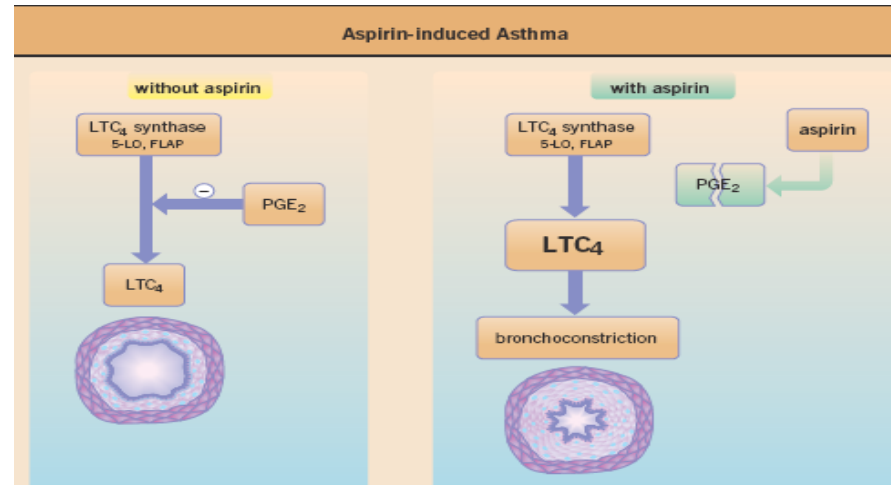 Aspirin-induced Asthma
without aspirin
LTC₄ synthase
5-LO, FLAP
−
PGE₂
LTC₄
with aspirin
LTC₄ synthase
5-LO, FLAP
aspirin
PGE₂
LTC₄
bronchoconstriction